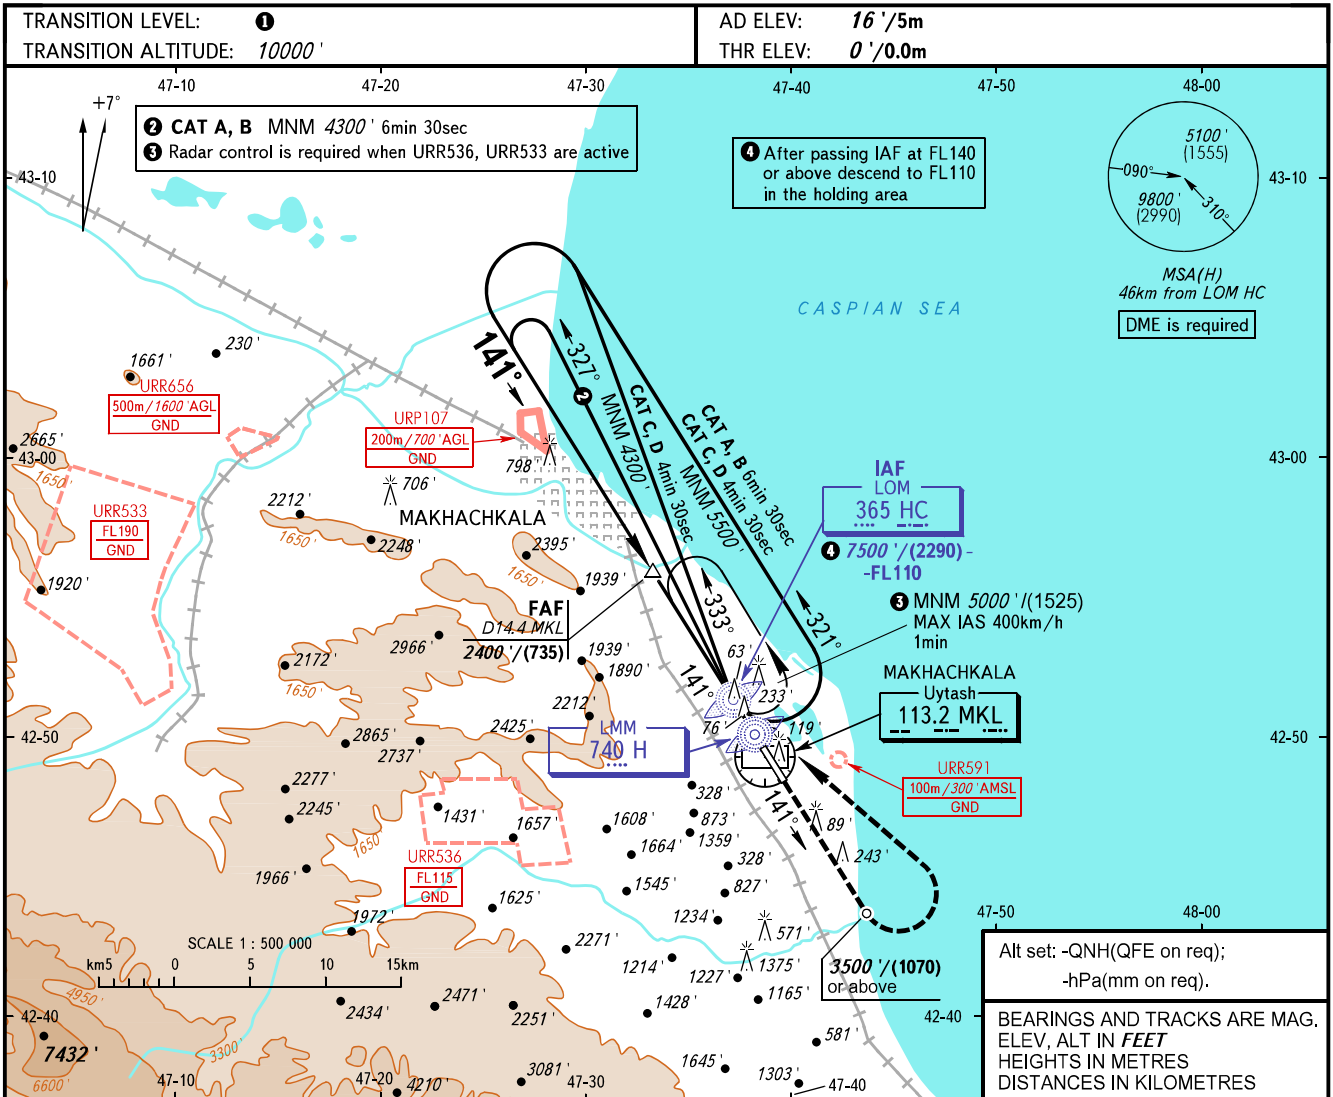 TRANSITION LEVEL: 1
TRANSITION ALTITUDE: 10000 '
AD ELEV: 16 '/5m
THR ELEV: 0 '/0.0m
47-10
47-20
47-30
47-40
47-50
48-00
+7°
2 CAT A, B MNM 4300 ' 6min 30sec
3 Radar control is required when URR536, URR533 are active
4 After passing IAF at FL140
or above descend to FL110
in the holding area
5100 '
(1555)
090°
9800 '
(2990)
310°
MSA(H)
46km from LOM HC
DME is required
43-10
43-10
CASPIAN SEA
230 '
1661 '
URR656
500m/1600 'AGL
GND
141°
327°
2
MNM 4300 '
CAT C, D 4min 30sec
CAT A, B 6min 30sec
CAT C, D 4min 30sec
MNM 5500 '
URP107
200m/700 'AGL
GND
798 '
706 '
MAKHACHKALA
2665 '
43-00
43-00
1650 '
URR533
FL190
GND
1920 '
2212 '
1650 '
2248 '
2395 '
1650 '
1939 '
IAF
LOM
365 HC
4 7500 '/(2290) -
-FL110
3 MNM 5000 '/(1525)
MAX IAS 400km/h
1min
FAF
D14.4 MKL
2400 '/(735)
333°
321°
2966 '
2172 '
1650 '
1939 '
1890
2212 '
141°
63 '
233 '
76 '
119 '
MAKHACHKALA
Uytash
113.2 MKL
LMM
740 H
42-50
42-50
2865 '
2737 '
2425 '
2277 '
2245 '
1650 '
1431 '
1657 '
1966 '
URR536
FL115
GND
URR591
100m/300 'AMSL
GND
141°
328 '
873 '
1359
1608 '
1664 '
328 '
827 '
1545 '
1234 '
89 '
243 '
1625 '
1972 '
2271 '
571 '
1375 '
1214 '
1227 '
1165 '
1428 '
3500 '/(1070)
or above
47-50
48-00
SCALE 1 : 500 000
km5 0 5 10 15km
4950 '
2434 '
2471 '
2251 '
42-40
42-40
7432 '
3300 '
6600 '
581 '
1645 '
1303 '
3081 '
4210 '
47-10
47-20
47-30
47-40
Alt set: -QNH(QFE on req);
-hPa(mm on req).
BEARINGS AND TRACKS ARE MAG.
ELEV, ALT IN FEET
HEIGHTS IN METRES
DISTANCES IN KILOMETRES